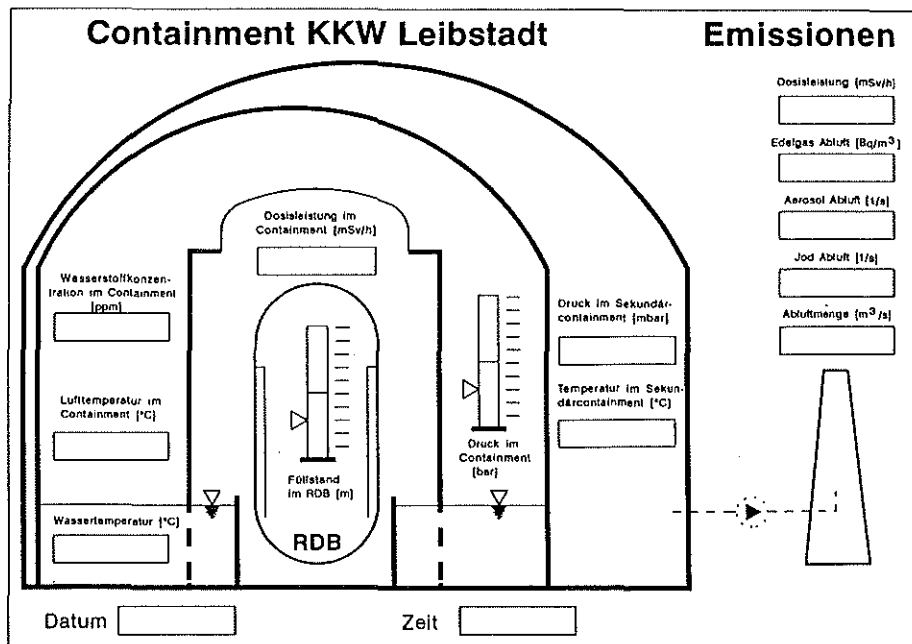 Containment KKW Leibstadt
Emissionen
Dosisleistung [mSv/h]
Edelgas Abluft [Bq/m³]
Aerosol Abluft [1/s]
Jod Abluft [1/s]
Abluftmenge [m³/s]
Dosisleistung im
Containment [mSv/h]
Wasserstoffkonzen-
tration im Containment
[ppm]
Lufttemperatur im
Containment [°C]
Wassertemperatur [°C]
Füllstand
im RDB [m]
RDB
Druck im
Containment
[bar]
Druck im Sekundär-
containment [mbar]
Temperatur im Sekun-
därcontainment [°C]
Datum
Zeit